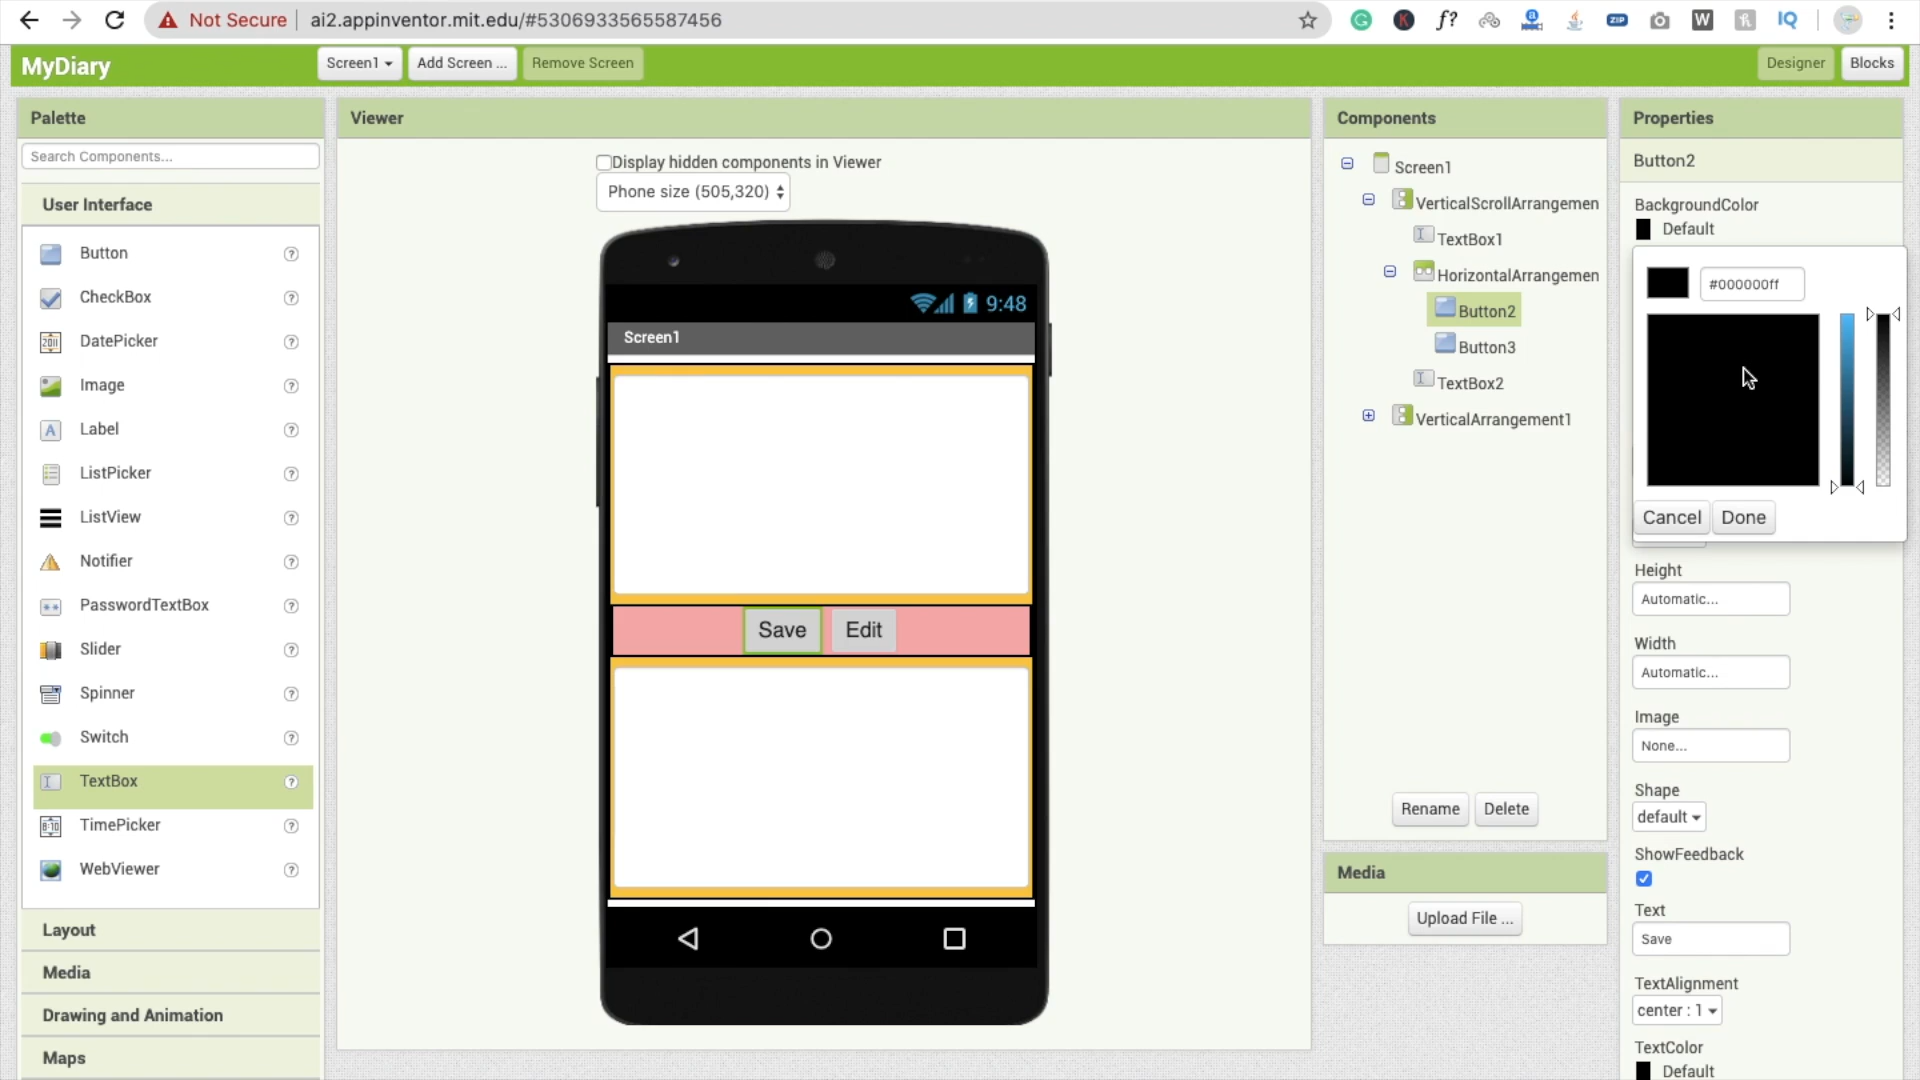 Not Secure
ai2.appinventor.mit.edu/#5306933565587456
f?
ZIP
W
IQ
MyDiary
Screen1
Add Screen ...
Remove Screen
Designer
Blocks
Palette
Search Components...
User Interface
Button
CheckBox
DatePicker
Image
Label
ListPicker
ListView
Notifier
PasswordTextBox
Slider
Spinner
Switch
TextBox
TimePicker
WebViewer
Layout
Media
Drawing and Animation
Maps
Viewer
Display hidden components in Viewer
Phone size (505,320)
9:48
Screen1
Save
Edit
Components
Screen1
VerticalScrollArrangemen
TextBox1
HorizontalArrangemen
Button2
Button3
TextBox2
VerticalArrangement1
Rename
Delete
Media
Upload File ...
Properties
Button2
BackgroundColor
Default
#000000ff
Cancel
Done
Height
Automatic...
Width
Automatic...
Image
None...
Shape
default
ShowFeedback
Text
Save
TextAlignment
center : 1
TextColor
Default